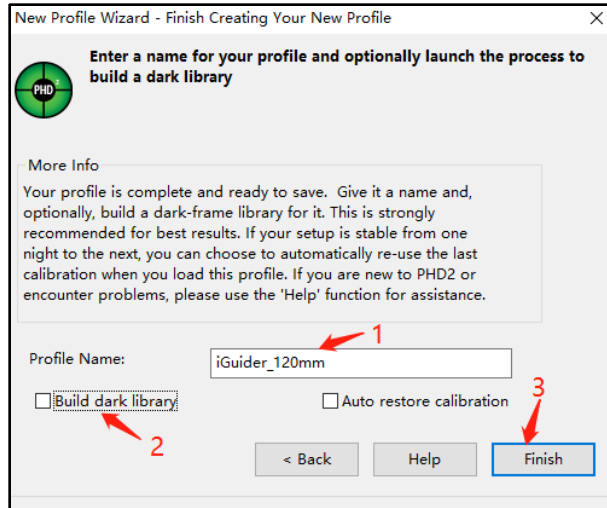 New Profile Wizard - Finish Creating Your New Profile
Enter a name for your profile and optionally launch the process to
build a dark library
PHD2
More Info
Your profile is complete and ready to save. Give it a name and,
optionally, build a dark-frame library for it. This is strongly
recommended for best results. If your setup is stable from one
night to the next, you can choose to automatically re-use the last
calibration when you load this profile. If you are new to PHD2 or
encounter problems, please use the 'Help' function for assistance.
1
Profile Name:
iGuider_120mm
Build dark library
Auto restore calibration
3
2
< Back
Help
Finish